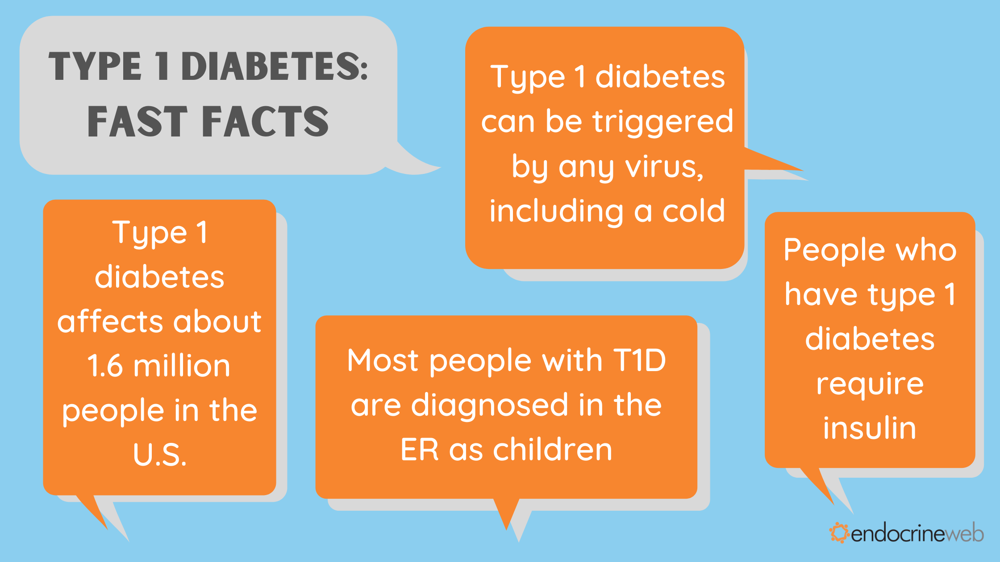 TYPE 1 DIABETES:
FAST FACTS
Type 1 diabetes
can be triggered
by any virus,
including a cold
Type 1
diabetes
affects about
1.6 million
people in the
U.S.
Most people with T1D
are diagnosed in the
ER as children
People who
have type 1
diabetes
require
insulin
endocrineweb